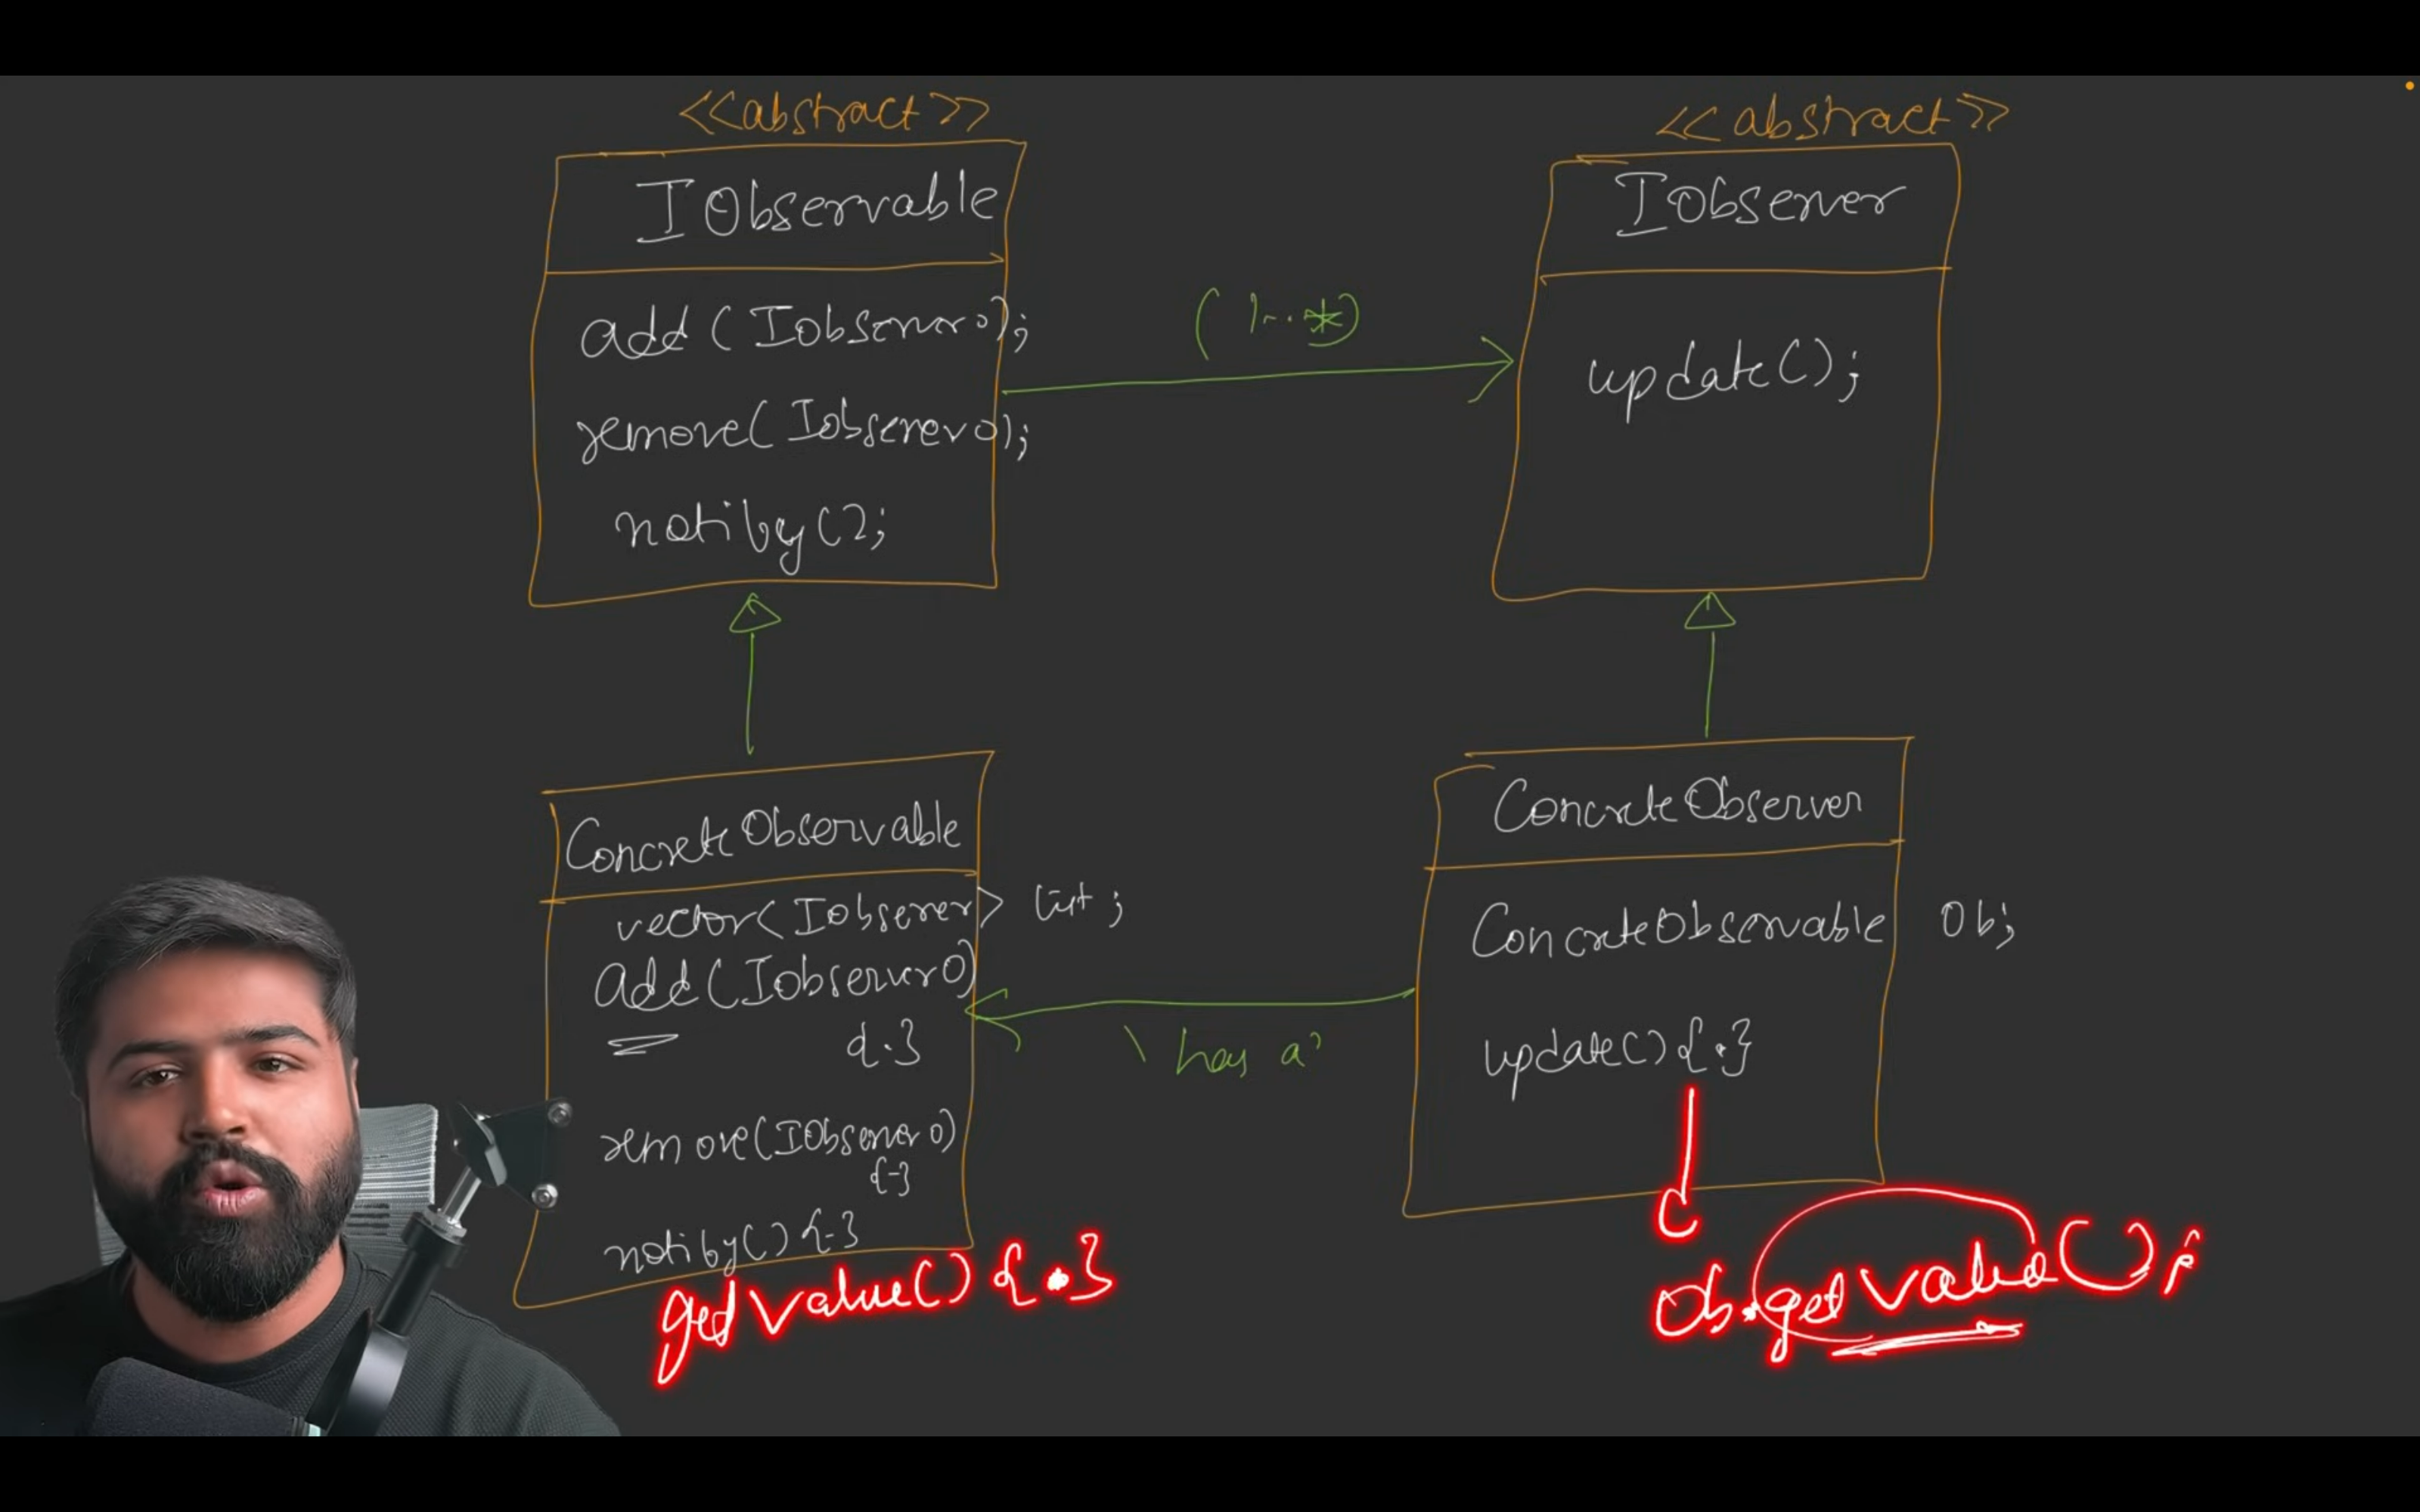 <<abstract>>
IObservable
add(IObserver o);
remove(IObserver o);
notify();
(1..*)
<<abstract>>
IObserver
update();
ConcreteObservable
vector<IObserver> list;
add(IObserver O)
{.}
remove(IObserver o)
{-}
notify(){-}
getValue(){.}
'has a'
ConcreteObserver
ConcreteObservable Ob;
update(){.}
Ob.getValue();